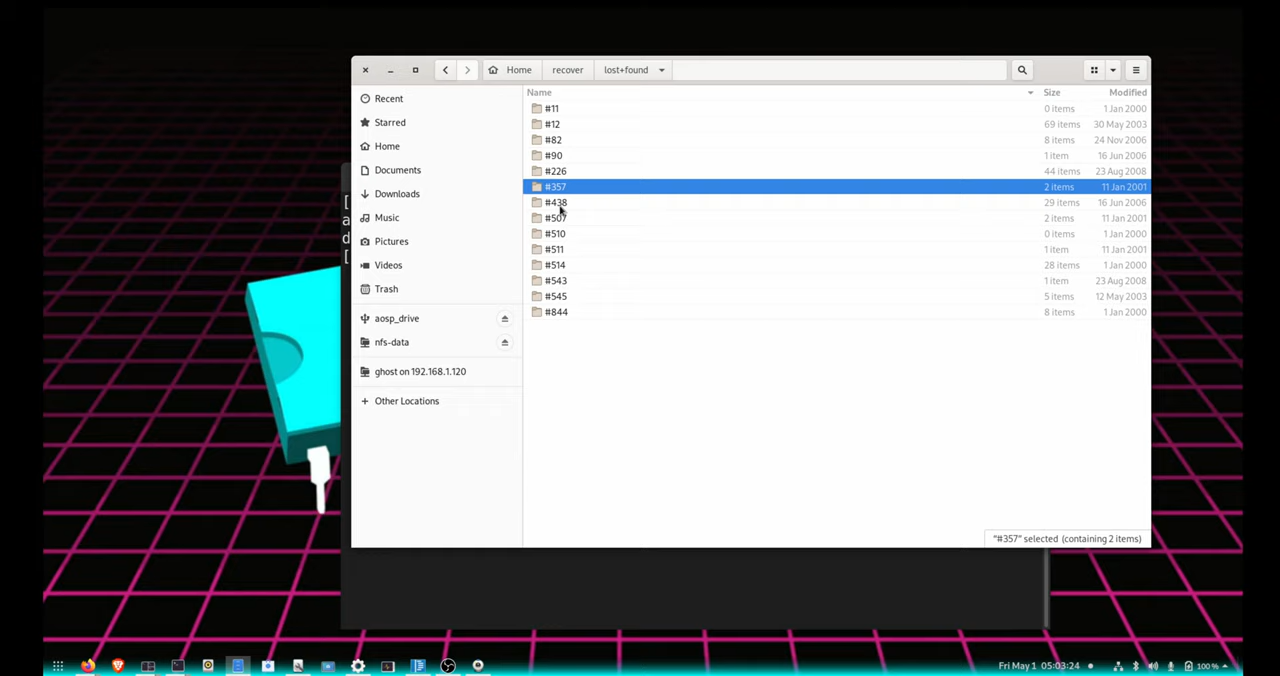 Home recover lost+found
Recent
Starred
Home
Documents
Downloads
Music
Pictures
Videos
Trash
aosp_drive
nfs-data
ghost on 192.168.1.120
Other Locations
Name Size Modified
#11 0 items 1 Jan 2000
#12 69 items 30 May 2003
#82 8 items 24 Nov 2006
#90 1 item 16 Jun 2006
#226 44 items 23 Aug 2008
#357 2 items 11 Jan 2001
#438 29 items 16 Jun 2006
#507 2 items 11 Jan 2001
#510 0 items 1 Jan 2000
#511 1 item 11 Jan 2001
#514 28 items 1 Jan 2000
#543 1 item 23 Aug 2008
#545 5 items 12 May 2003
#844 8 items 1 Jan 2000
"#357" selected (containing 2 items)
[
a
d
[
Fri May 1 05:03:24
100 %